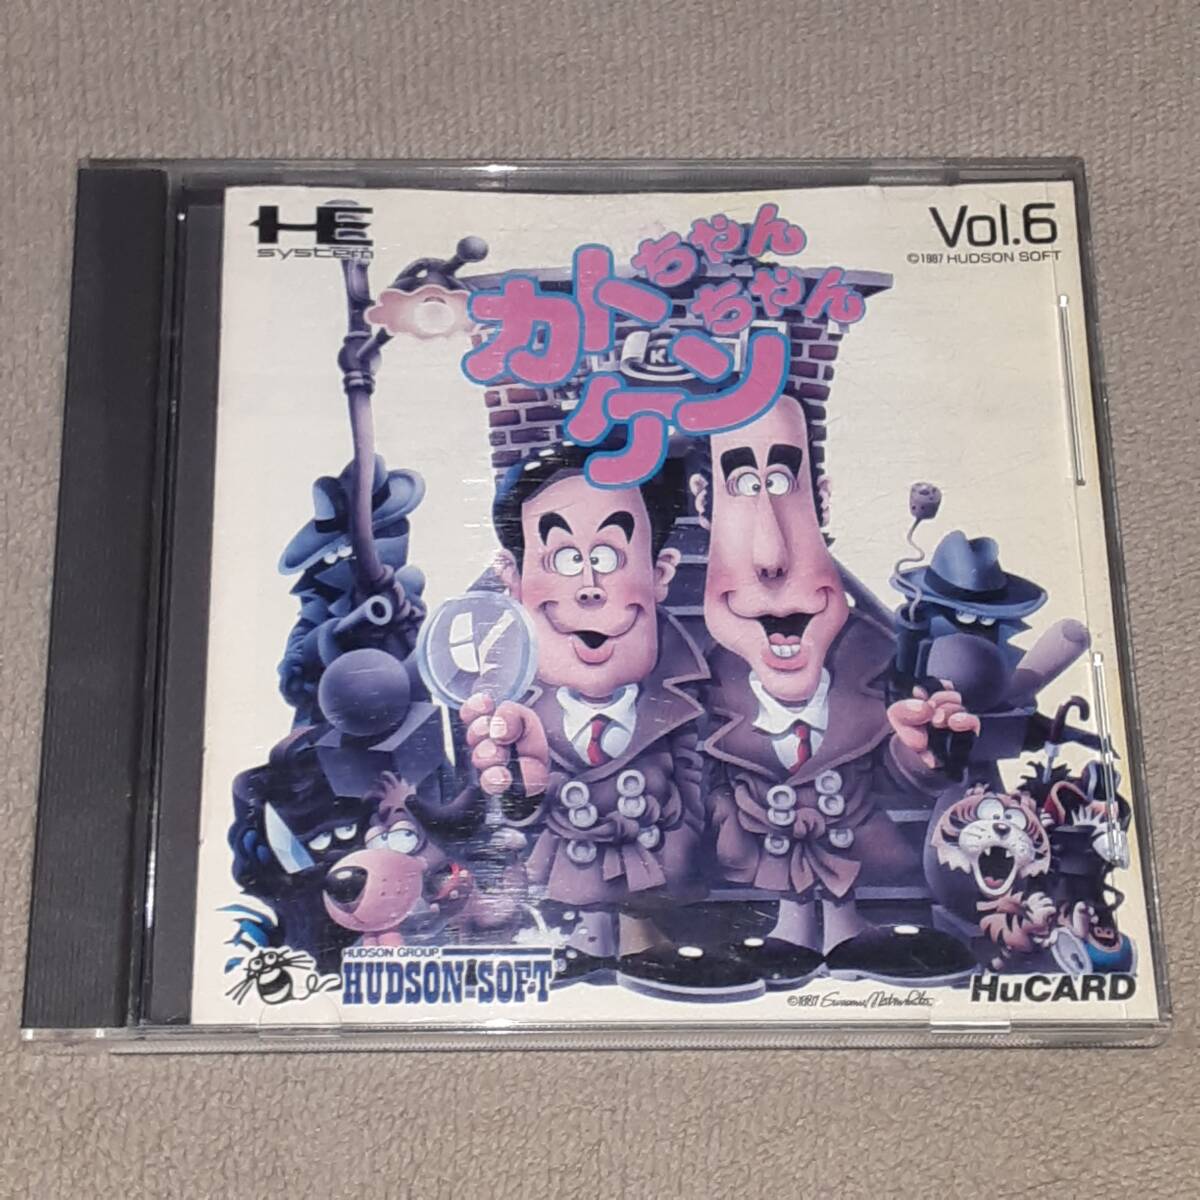 HE
system
Vol.6
©1987 HUDSON SOFT
カトちゃん
ケンちゃん
K
HUDSON GROUP
HUDSON SOFT
©1987
HuCARD